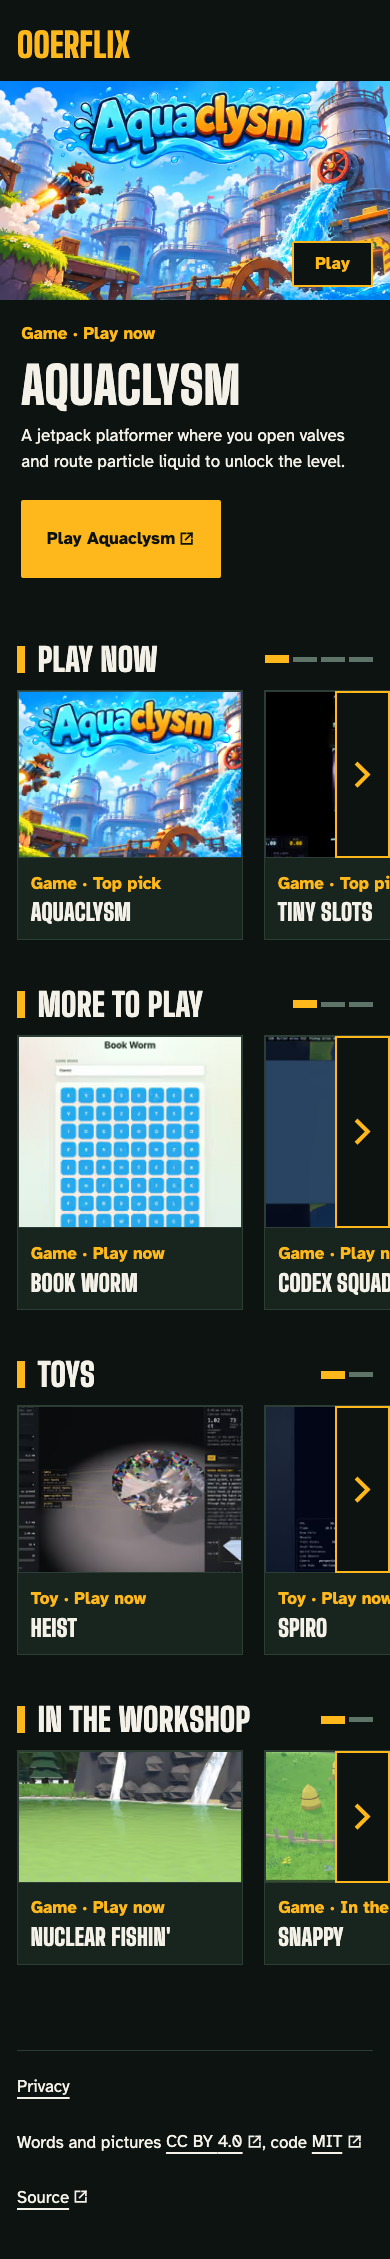 OOERFLIX
Aquaclysm
Play
Game · Play now
AQUACLYSM
A jetpack platformer where you open valves
and route particle liquid to unlock the level.
Play Aquaclysm
PLAY NOW
Aquaclysm
Game · Top pick
AQUACLYSM
Game · Top pi
TINY SLOTS
MORE TO PLAY
Book Worm
Game · Play now
BOOK WORM
Game · Play n
CODEX SQUAD
TOYS
Toy · Play now
HEIST
Toy · Play now
SPIRO
IN THE WORKSHOP
Game · Play now
NUCLEAR FISHIN'
Game · In the
SNAPPY
Privacy
Words and pictures CC BY 4.0, code MIT
Source